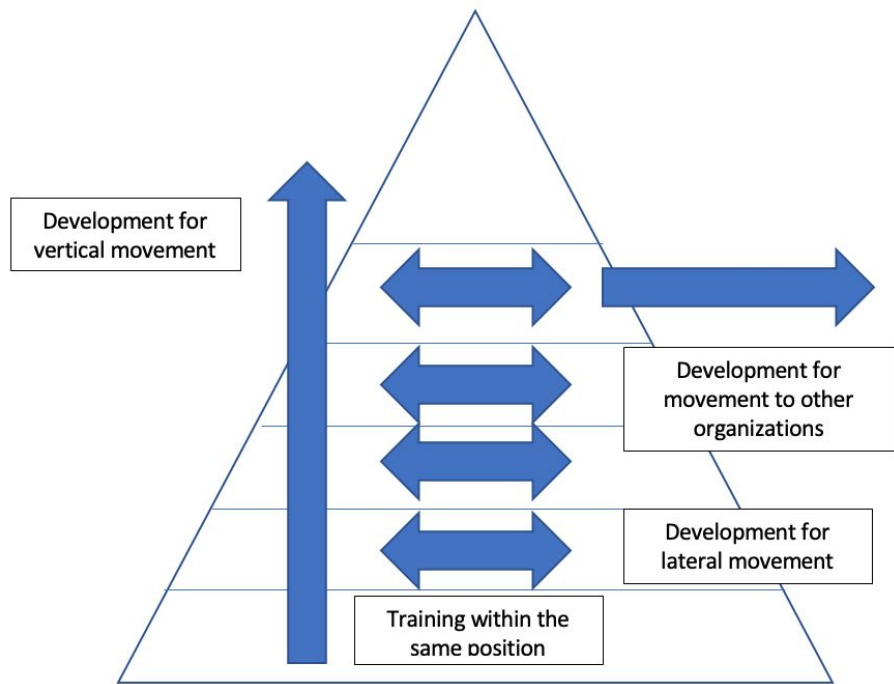 Development for
vertical movement
Development for
movement to other
organizations
Development for
lateral movement
Training within the
same position